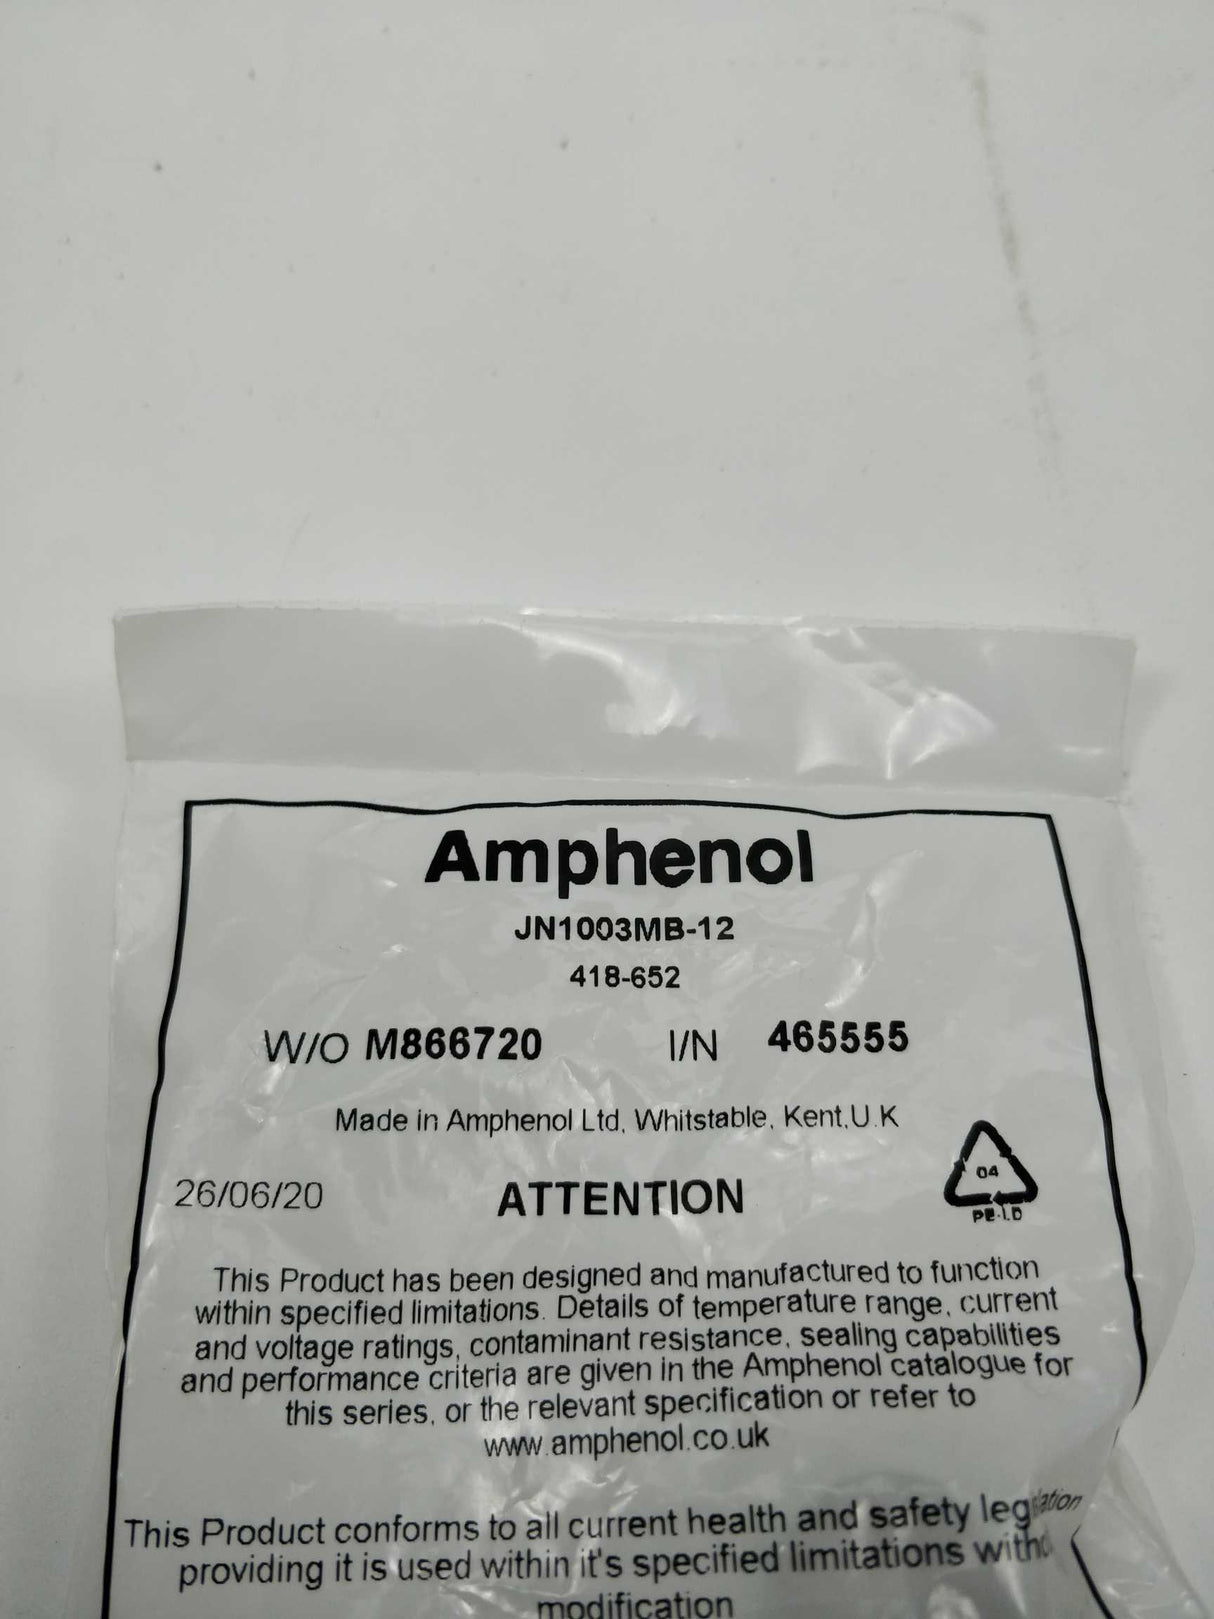 Amphenol
JN1003MB-12
418-652
W/O M866720 I/N 465555
Made in Amphenol Ltd, Whitstable, Kent,U.K
04
PE-LD
26/06/20 ATTENTION
This Product has been designed and manufactured to function
within specified limitations. Details of temperature range, current
and voltage ratings, contaminant resistance, sealing capabilities
and performance criteria are given in the Amphenol catalogue for
this series, or the relevant specification or refer to
www.amphenol.co.uk
This Product conforms to all current health and safety legislation
providing it is used within it's specified limitations
modification